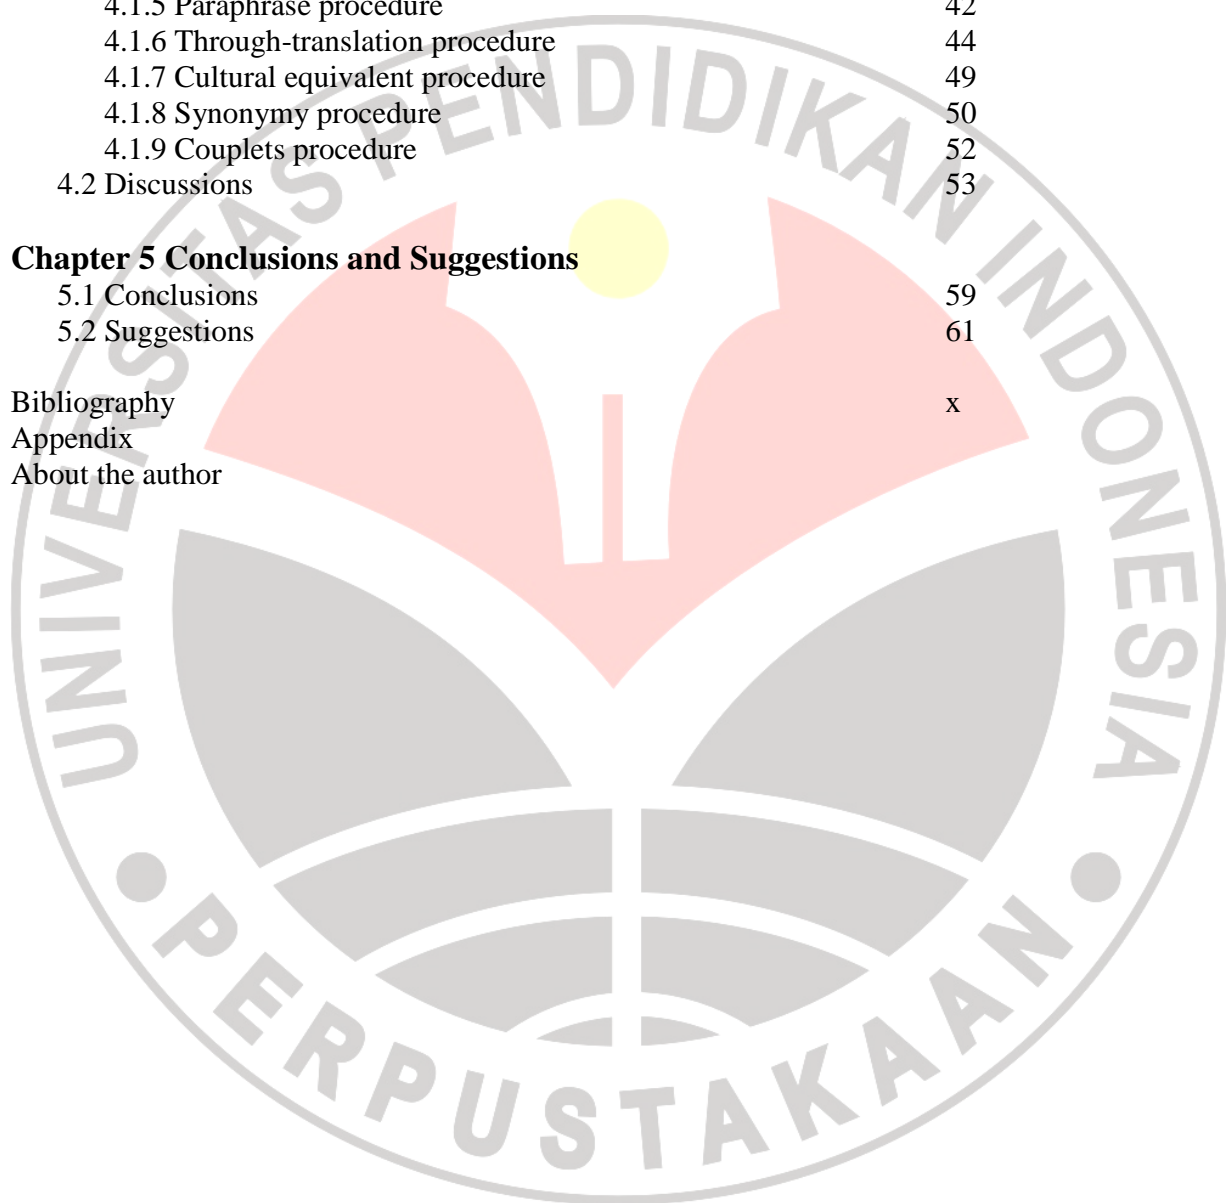 4.1.5 Paraphrase procedure 42
4.1.6 Through-translation procedure 44
4.1.7 Cultural equivalent procedure 49
4.1.8 Synonymy procedure 50
4.1.9 Couplets procedure 52
4.2 Discussions 53
Chapter 5 Conclusions and Suggestions
5.1 Conclusions 59
5.2 Suggestions 61
Bibliography x
Appendix
About the author
UNIVERSITAS PENDIDIKAN INDONESIA
PERPUSTAKAAN